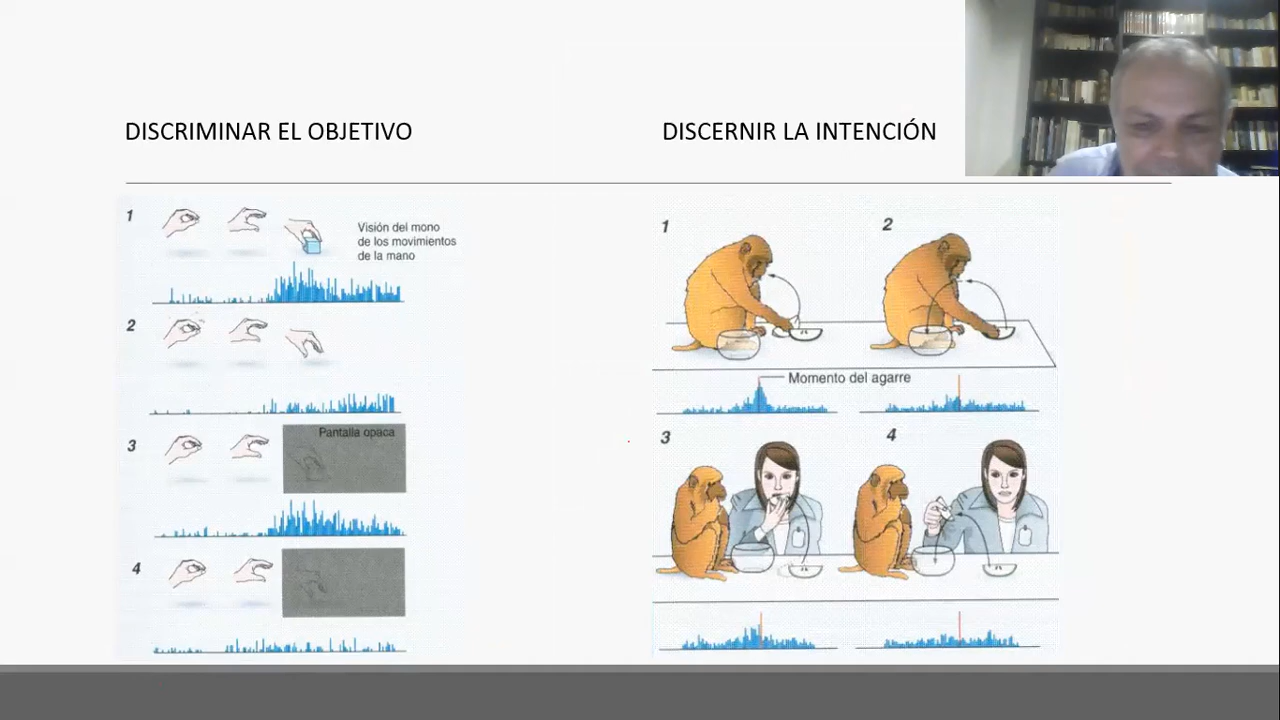 DISCRIMINAR EL OBJETIVO
1
Visión del mono
de los movimientos
de la mano
2
3
Pantalla opaca
4
DISCERNIR LA INTENCIÓN
1
2
Momento del agarre
3
4